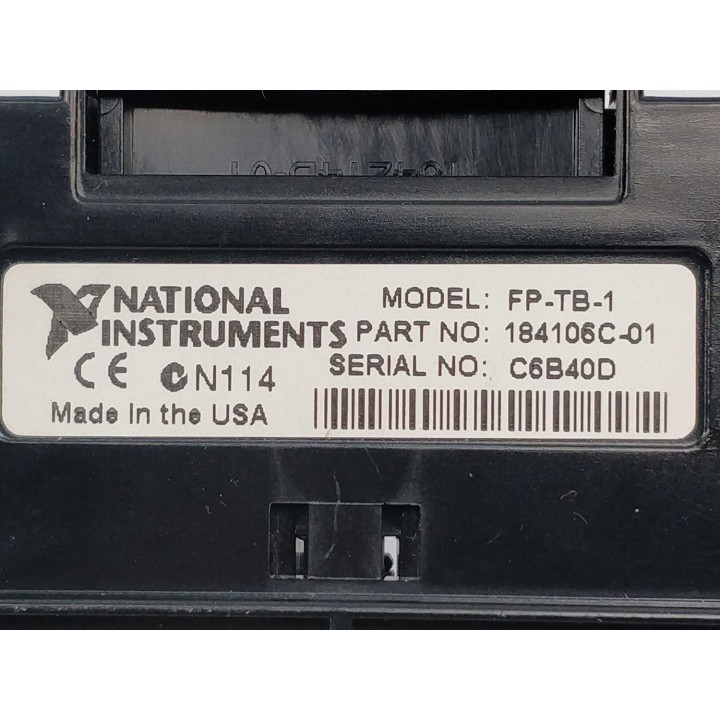 NATIONAL
INSTRUMENTS
MODEL: FP-TB-1
PART NO: 184106C-01
SERIAL NO: C6B40D
CE N114
Made in the USA